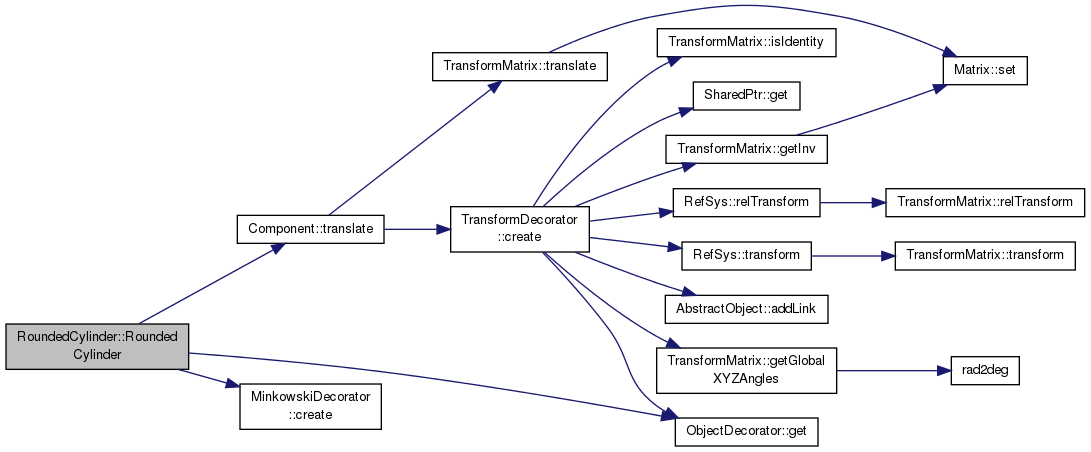 RoundedCylinder::Rounded
Cylinder
Component::translate
MinkowskiDecorator
::create
TransformMatrix::translate
TransformDecorator
::create
TransformMatrix::isIdentity
SharedPtr::get
TransformMatrix::getInv
RefSys::relTransform
RefSys::transform
AbstractObject::addLink
TransformMatrix::getGlobal
XYZAngles
ObjectDecorator::get
Matrix::set
TransformMatrix::relTransform
TransformMatrix::transform
rad2deg